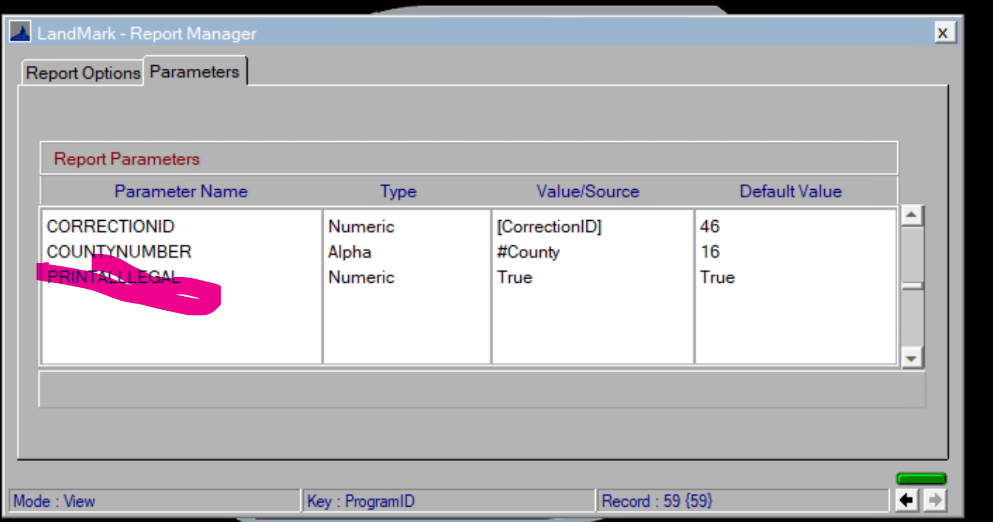 LandMark - Report Manager
x
Report Options Parameters
Report Parameters
Parameter Name Type Value/Source Default Value
CORRECTIONID Numeric [CorrectionID] 46
COUNTYNUMBER Alpha #County 16
PRINTALLLEGAL Numeric True True
Mode : View Key : ProgramID Record : 59 {59}